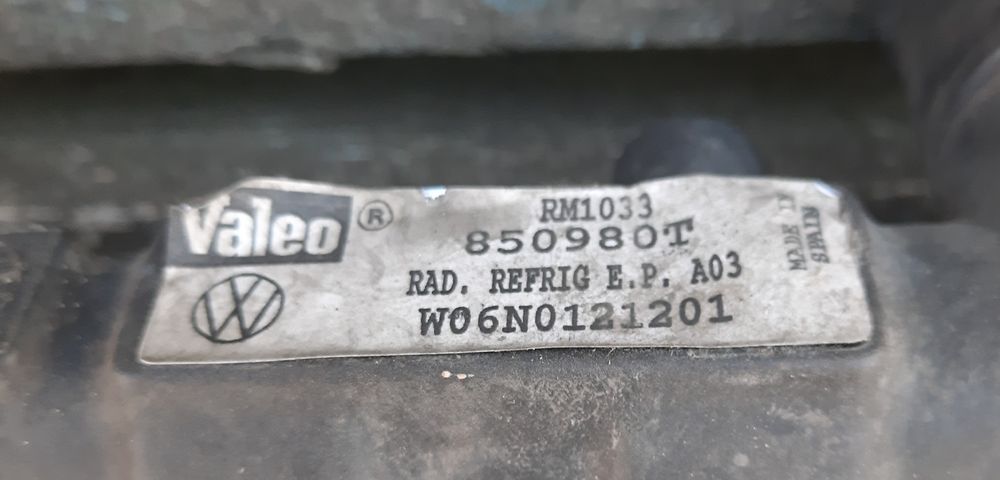 Valeo ®
RM1033
850980T
RAD. REFRIG E.P. A03
W06N0121201
MADE IN
SPAIN